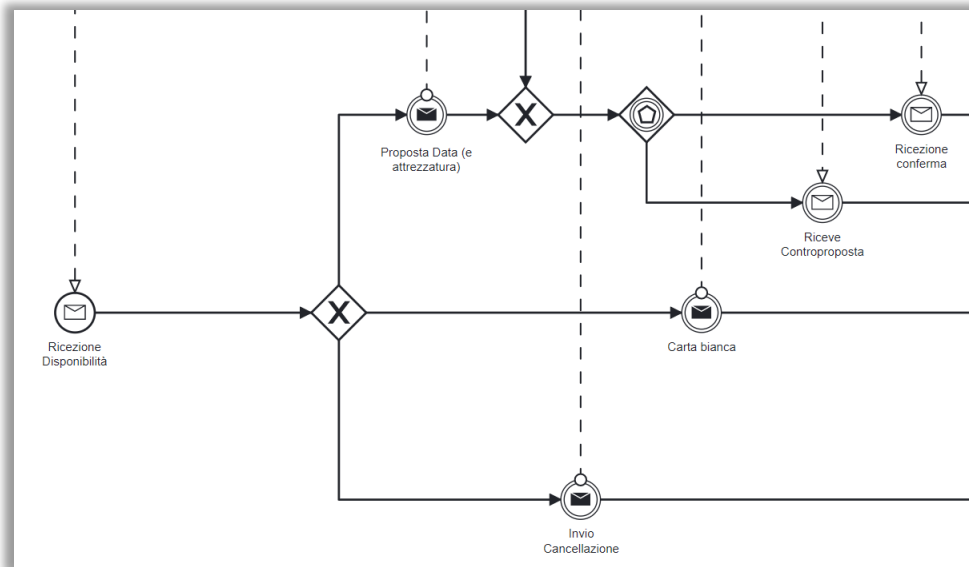 Proposta Data (e
attrezzatura)
Ricezione
conferma
Riceve
Controproposta
Ricezione
Disponibilità
Carta bianca
Invio
Cancellazione